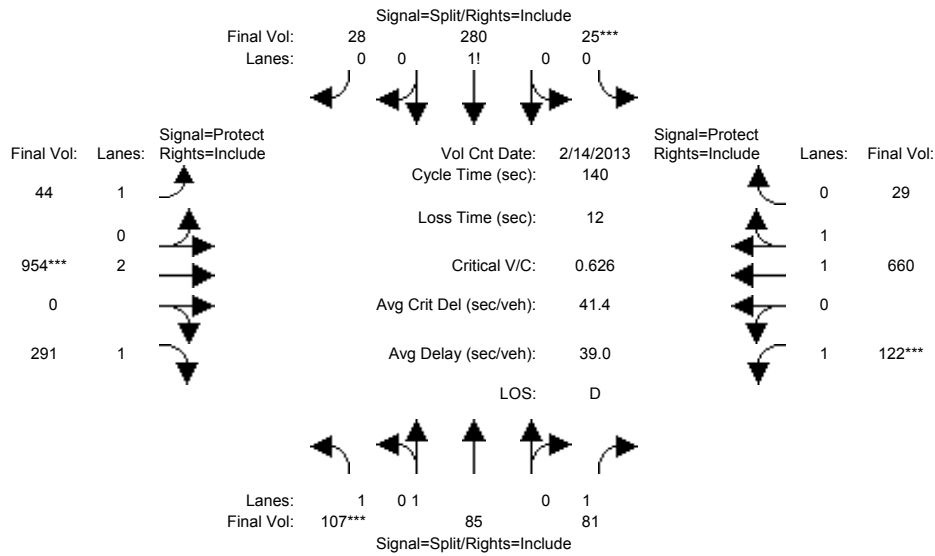 Signal=Split/Rights=Include
Final Vol: 28 280 25***
Lanes: 0 0 1! 0 0
Signal=Protect Signal=Protect
Final Vol: Lanes: Rights=Include Vol Cnt Date: 2/14/2013 Rights=Include Lanes: Final Vol:
Cycle Time (sec): 140
44 1 0 29
Loss Time (sec): 12
0 1
954*** 2 Critical V/C: 0.626 1 660
0 Avg Crit Del (sec/veh): 41.4 0
291 1 Avg Delay (sec/veh): 39.0 1 122***
LOS: D
Lanes: 1 0 1 0 1
Final Vol: 107*** 85 81
Signal=Split/Rights=Include